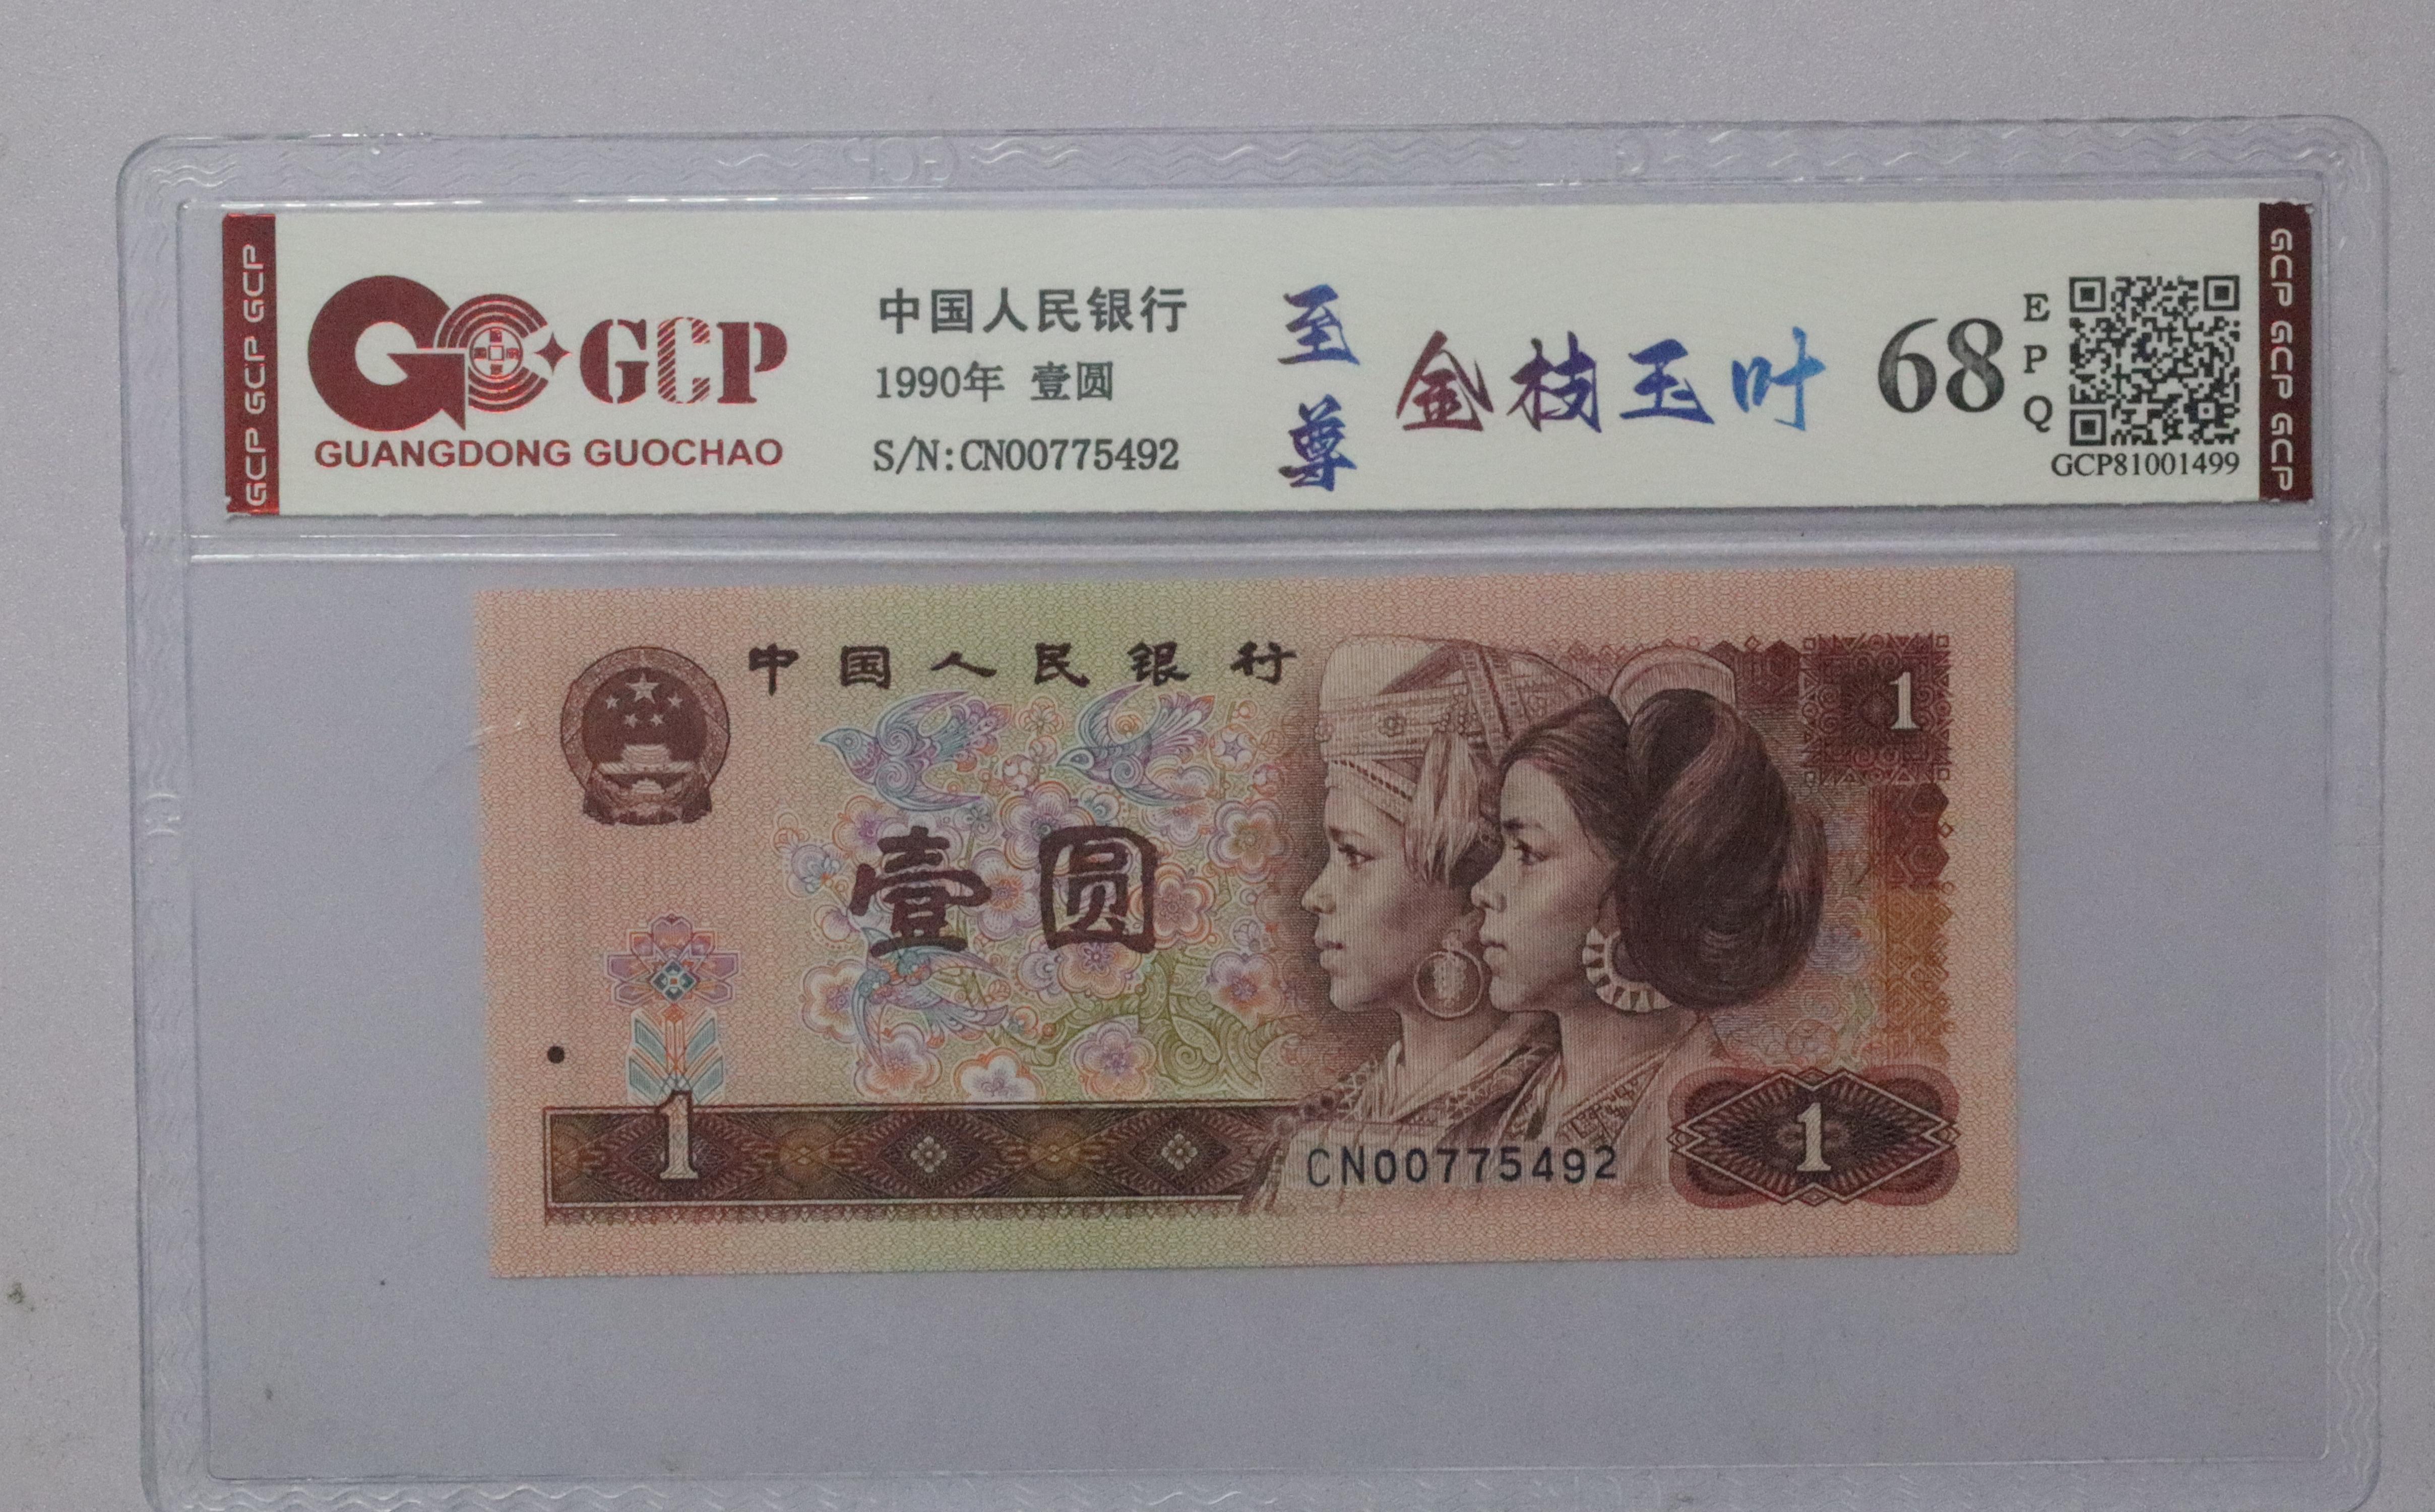 GCP GCP GCP
GCP
GUANGDONG GUOCHAO
中国人民银行
1990年 壹圆
S/N:CN00775492
至尊
金枝玉叶
68
EPQ
GCP81001499
GCP GCP GCP
中国人民银行
1
壹圆
1
CN00775492
1